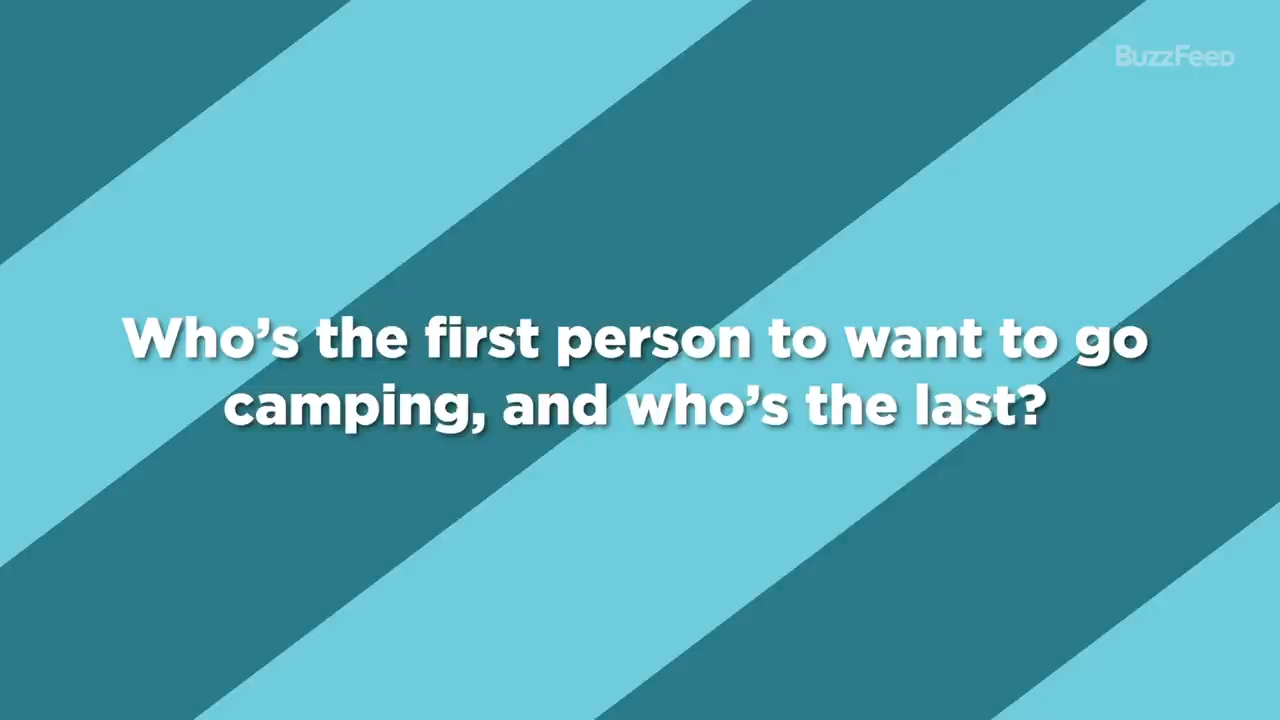 BuzzFeed
Who's the first person to want to go
camping, and who's the last?